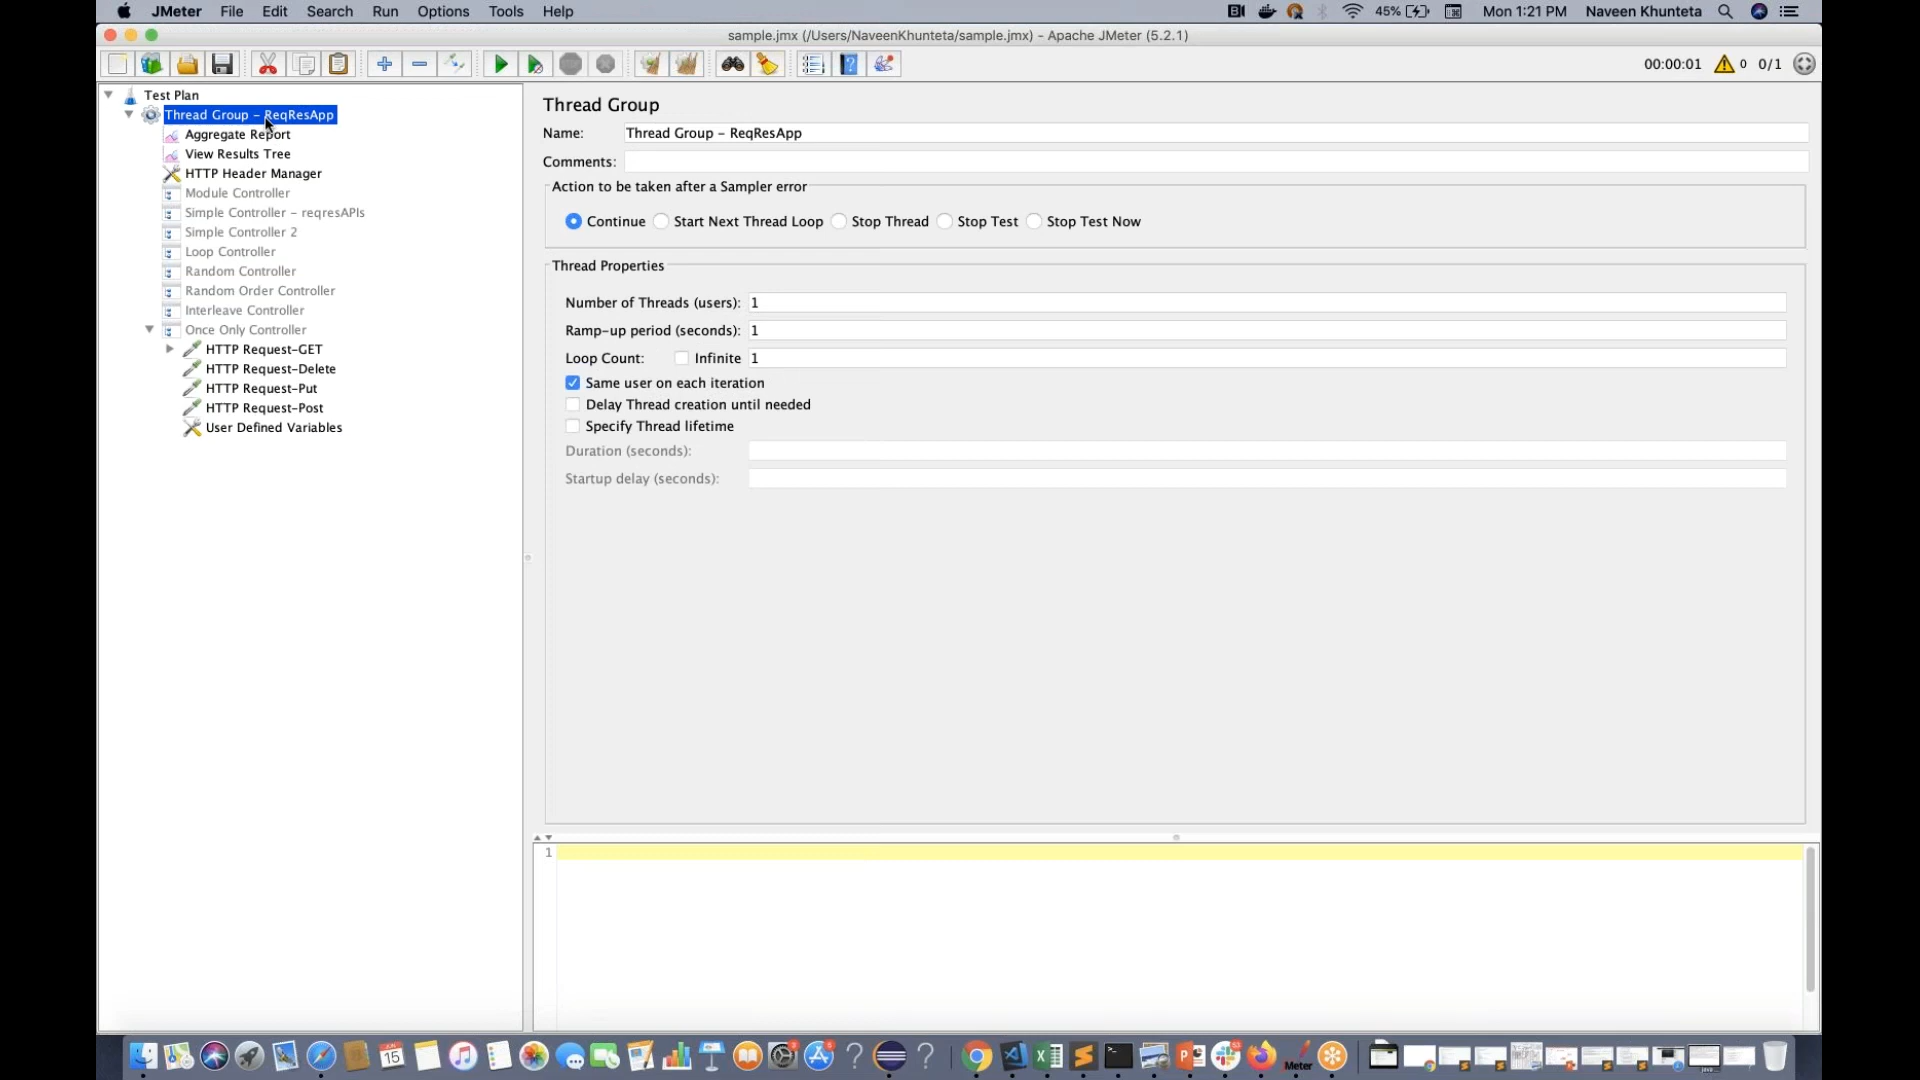 JMeter File Edit Search Run Options Tools Help 45% Mon 1:21 PM Naveen Khunteta
sample.jmx (/Users/NaveenKhunteta/sample.jmx) - Apache JMeter (5.2.1)
00:00:01 0 0/1
Test Plan
Thread Group - ReqResApp
Aggregate Report
View Results Tree
HTTP Header Manager
Module Controller
Simple Controller - reqresAPIs
Simple Controller 2
Loop Controller
Random Controller
Random Order Controller
Interleave Controller
Once Only Controller
HTTP Request-GET
HTTP Request-Delete
HTTP Request-Put
HTTP Request-Post
User Defined Variables
Thread Group
Name: Thread Group - ReqResApp
Comments:
Action to be taken after a Sampler error
Continue Start Next Thread Loop Stop Thread Stop Test Stop Test Now
Thread Properties
Number of Threads (users): 1
Ramp-up period (seconds): 1
Loop Count: Infinite 1
Same user on each iteration
Delay Thread creation until needed
Specify Thread lifetime
Duration (seconds):
Startup delay (seconds):
1
15
Meter